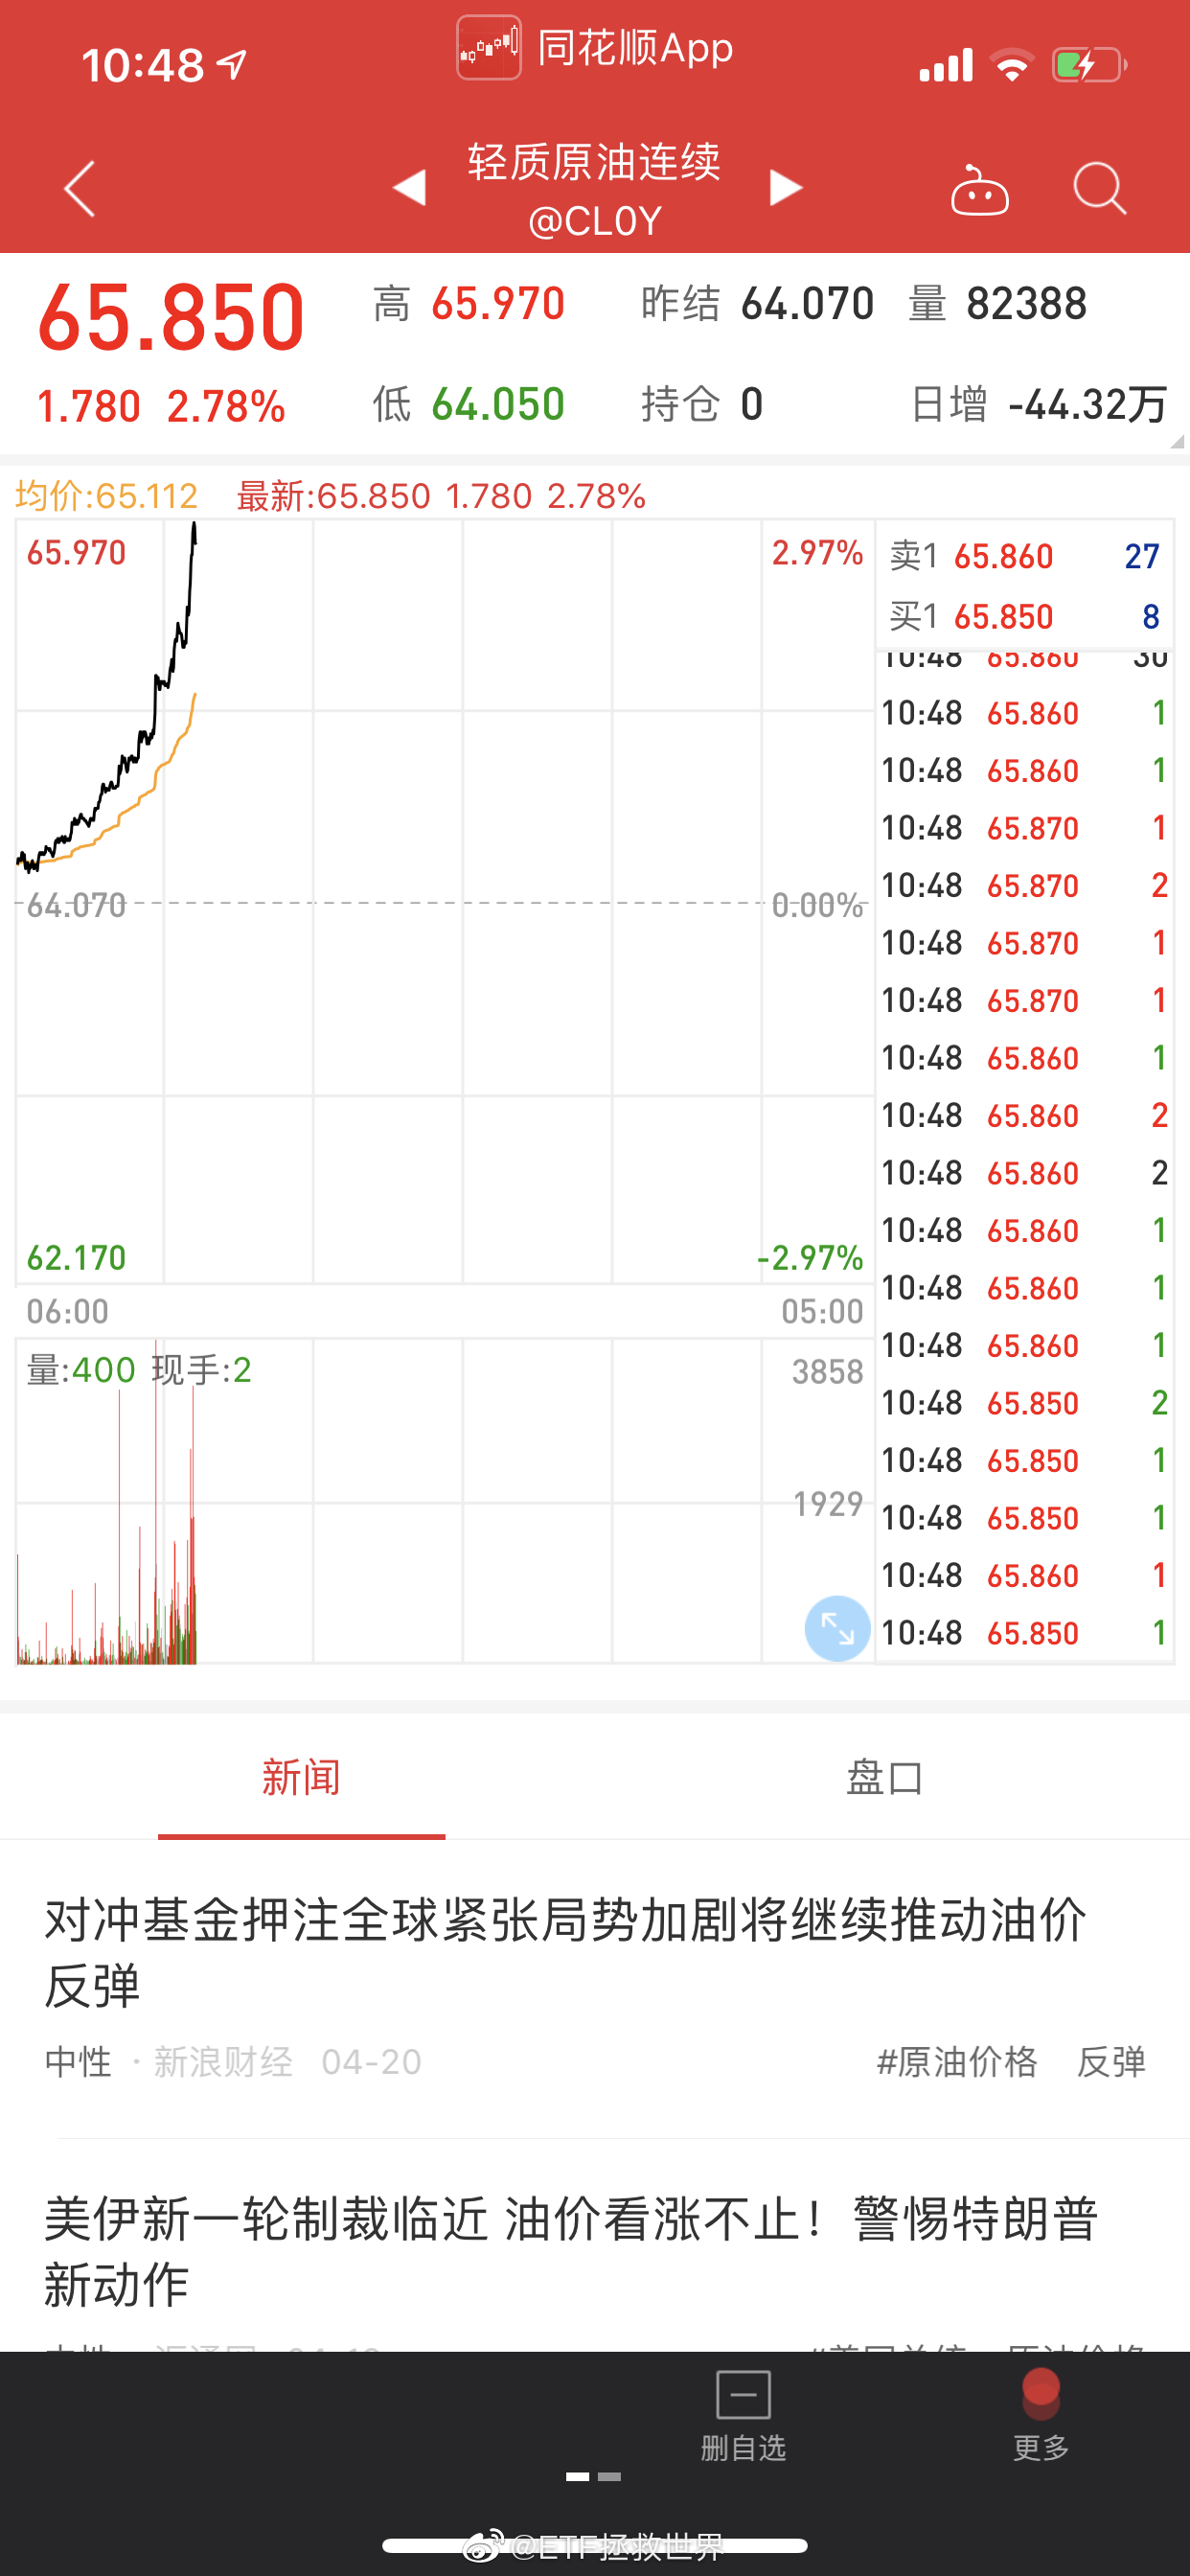 10:48
同花顺App
轻质原油连续
@CL0Y
65.850
高 65.970 昨结 64.070 量 82388
1.780 2.78%
低 64.050 持仓 0 日增 -44.32万
均价:65.112 最新:65.850 1.780 2.78%
65.970 2.97%
64.070 0.00%
62.170 -2.97%
06:00 05:00
量:400 现手:2 3858
1929
卖1 65.860 27
买1 65.850 8
10:48 65.860 30
10:48 65.860 1
10:48 65.860 1
10:48 65.870 1
10:48 65.870 2
10:48 65.870 1
10:48 65.870 1
10:48 65.860 1
10:48 65.860 2
10:48 65.860 2
10:48 65.860 1
10:48 65.860 1
10:48 65.860 1
10:48 65.850 2
10:48 65.850 1
10:48 65.850 1
10:48 65.860 1
10:48 65.850 1
新闻 盘口
对冲基金押注全球紧张局势加剧将继续推动油价
反弹
中性 · 新浪财经 04-20 #原油价格 反弹
美伊新一轮制裁临近 油价看涨不止！警惕特朗普
新动作
删自选 更多
@ETF拯救世界